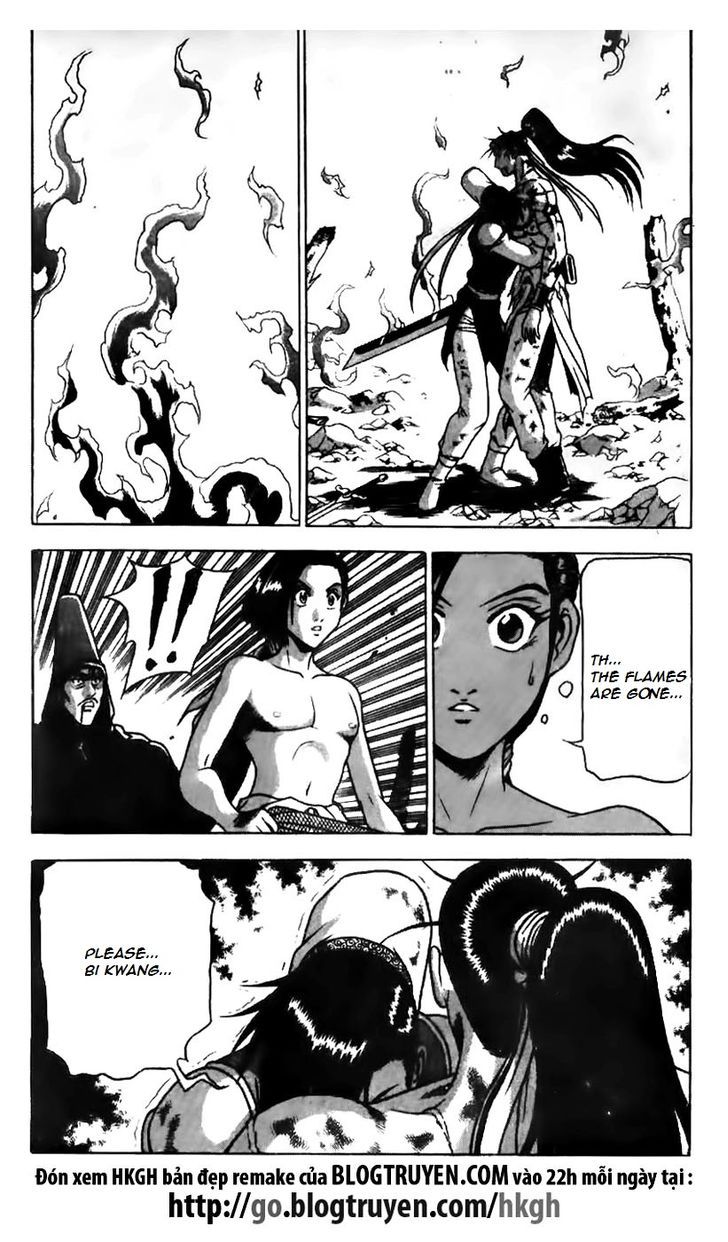 !!
TH...
THE FLAMES
ARE GONE...
PLEASE...
BI KWANG...
Đón xem HKGH bản đẹp remake của BLOGTRUYEN.COM vào 22h mỗi ngày tại :
http://go.blogtruyen.com/hkgh